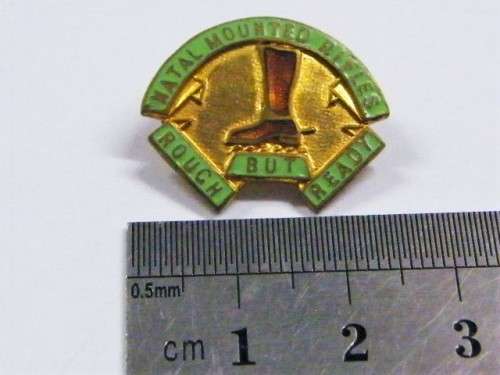 NATAL MOUNTED RIFLES
ROUGH BUT READY
0.5mm
cm 1 2 3